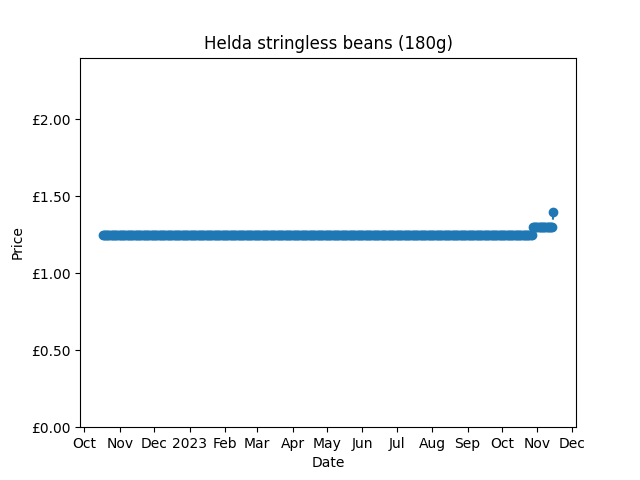 Helda stringless beans (180g)
£2.00
£1.50
£1.00
£0.50
£0.00
Price
Oct Nov Dec 2023 Feb Mar Apr May Jun Jul Aug Sep Oct Nov Dec
Date